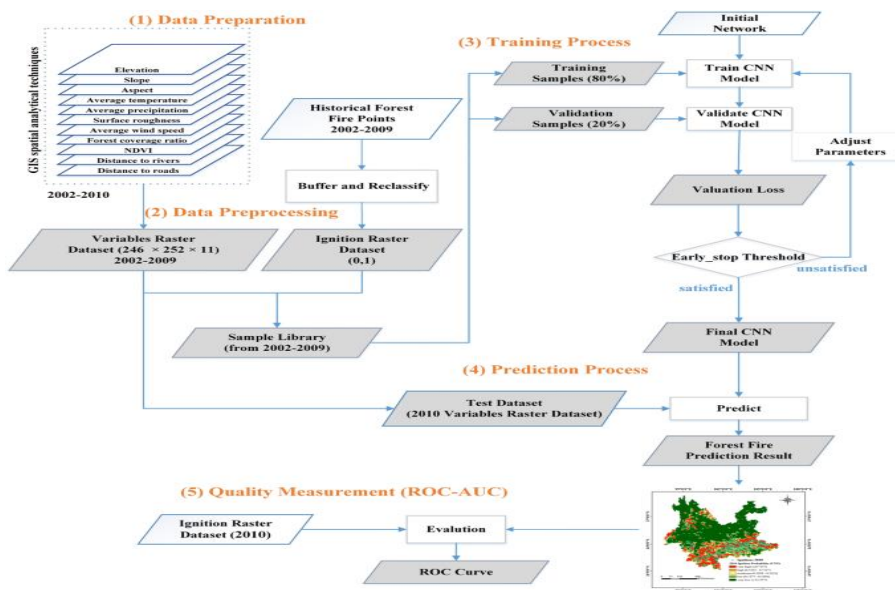 (1) Data Preparation
GIS spatial analytical techniques
Elevation
Slope
Aspect
Average temperature
Average precipitation
Surface roughness
Average wind speed
Forest coverage ratio
NDVI
Distance to rivers
Distance to roads
2002-2010
Historical Forest
Fire Points
2002-2009
Buffer and Reclassify
(2) Data Preprocessing
Variables Raster
Dataset (246 × 252 × 11)
2002-2009
Ignition Raster
Dataset
(0,1)
Sample Library
(from 2002-2009)
(3) Training Process
Initial
Network
Training
Samples (80%)
Train CNN
Model
Validation
Samples (20%)
Validate CNN
Model
Adjust
Parameters
Valuation Loss
Early_stop Threshold
unsatisfied
satisfied
Final CNN
Model
(4) Prediction Process
Test Dataset
(2010 Variables Raster Dataset)
Predict
Forest Fire
Prediction Result
(5) Quality Measurement (ROC-AUC)
Ignition Raster
Dataset (2010)
Evalution
ROC Curve